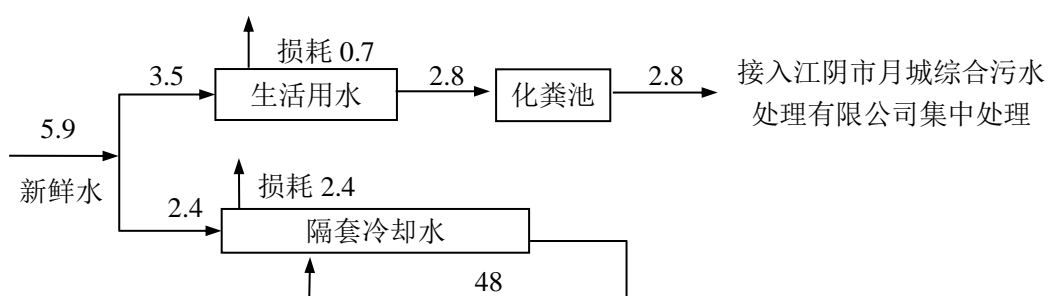 损耗 0.7
3.5
生活用水
2.8
化粪池
2.8
接入江阴市月城综合污水
处理有限公司集中处理
5.9
新鲜水
损耗 2.4
2.4
隔套冷却水
48